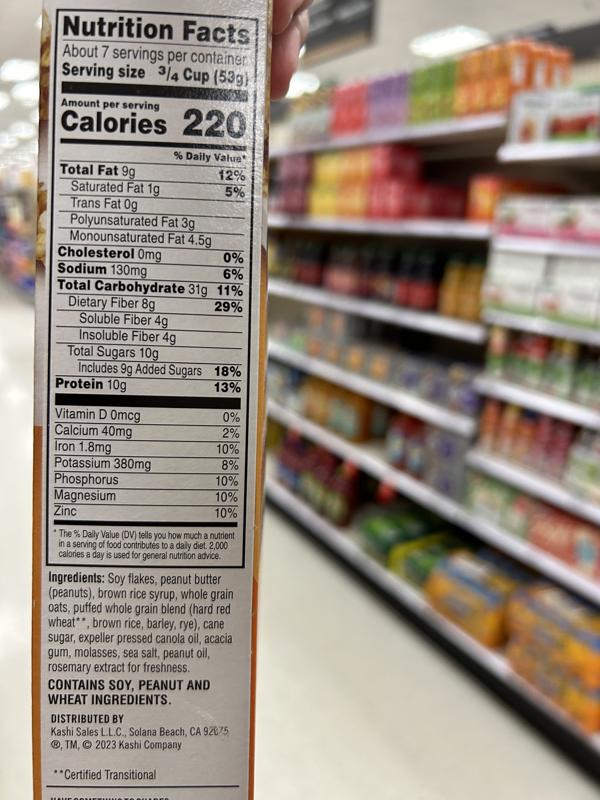 Nutrition Facts
About 7 servings per container
Serving size 3/4 Cup (53g)
Amount per serving
Calories 220
% Daily Value*
Total Fat 9g 12%
Saturated Fat 1g 5%
Trans Fat 0g
Polyunsaturated Fat 3g
Monounsaturated Fat 4.5g
Cholesterol 0mg 0%
Sodium 130mg 6%
Total Carbohydrate 31g 11%
Dietary Fiber 8g 29%
Soluble Fiber 4g
Insoluble Fiber 4g
Total Sugars 10g
Includes 9g Added Sugars 18%
Protein 10g 13%
Vitamin D 0mcg 0%
Calcium 40mg 2%
Iron 1.8mg 10%
Potassium 380mg 8%
Phosphorus 10%
Magnesium 10%
Zinc 10%
* The % Daily Value (DV) tells you how much a nutrient
in a serving of food contributes to a daily diet. 2,000
calories a day is used for general nutrition advice.
Ingredients: Soy flakes, peanut butter
(peanuts), brown rice syrup, whole grain
oats, puffed whole grain blend (hard red
wheat**, brown rice, barley, rye), cane
sugar, expeller pressed canola oil, acacia
gum, molasses, sea salt, peanut oil,
rosemary extract for freshness.
CONTAINS SOY, PEANUT AND
WHEAT INGREDIENTS.
DISTRIBUTED BY
Kashi Sales L.L.C., Solana Beach, CA 92075
®, TM, © 2023 Kashi Company
**Certified Transitional